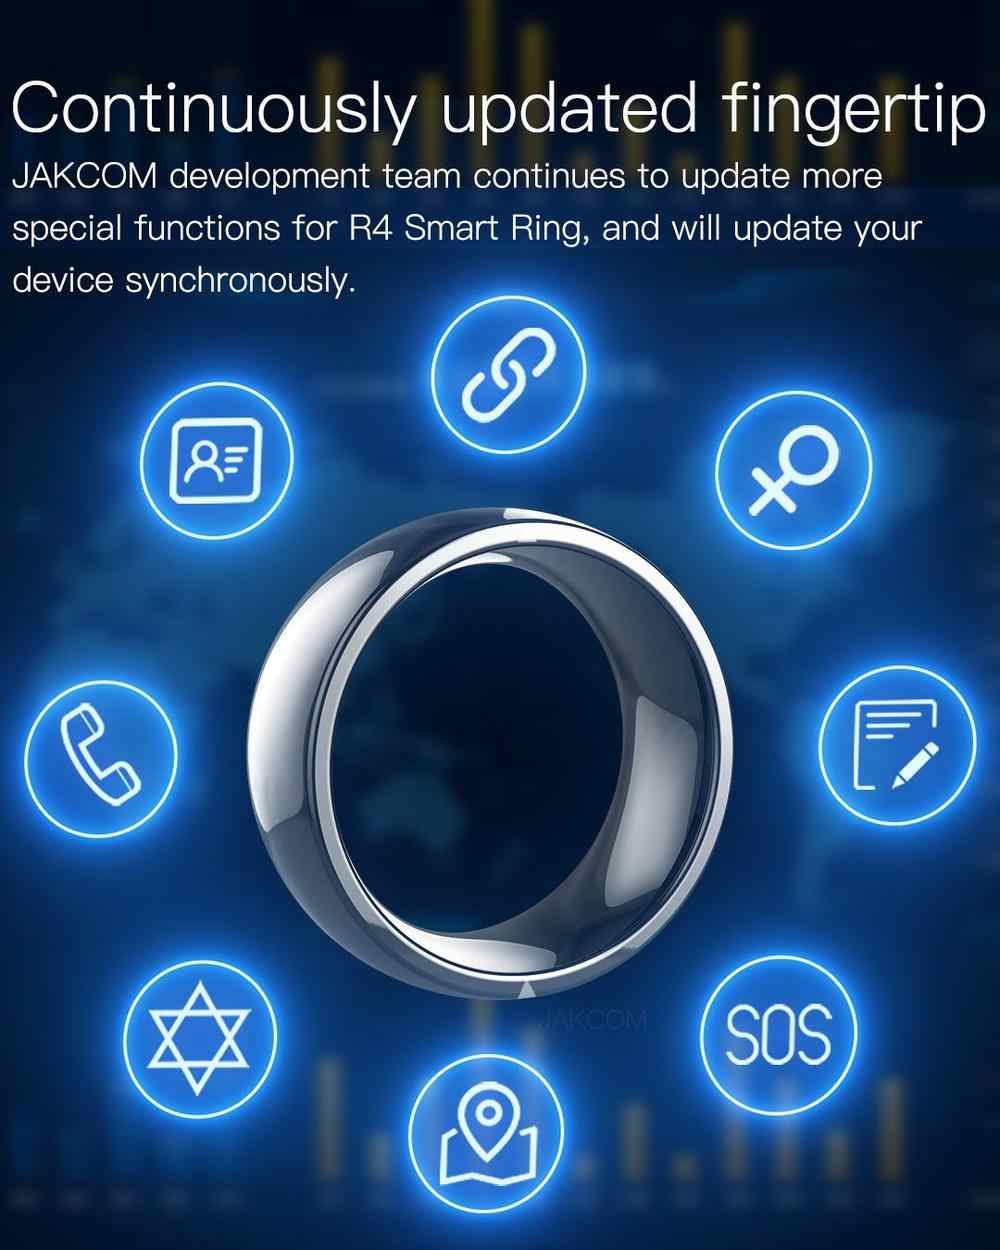 Continuously updated fingertip
JAKCOM development team continues to update more
special functions for R4 Smart Ring, and will update your
device synchronously.
SOS
JAKCOM